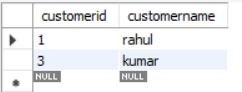 customerid customername
1 rahul
3 kumar
NULL NULL